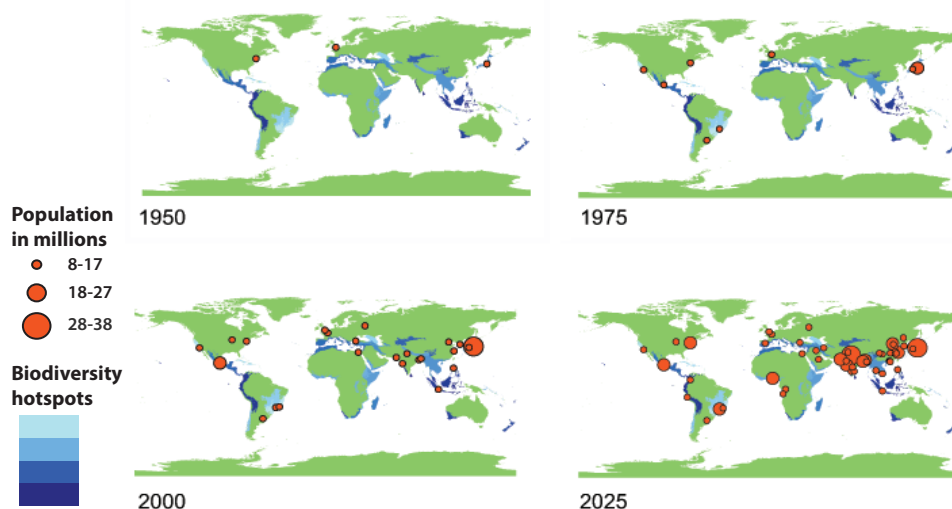 1950
1975
Population
in millions
8-17
18-27
28-38
Biodiversity
hotspots
2000
2025